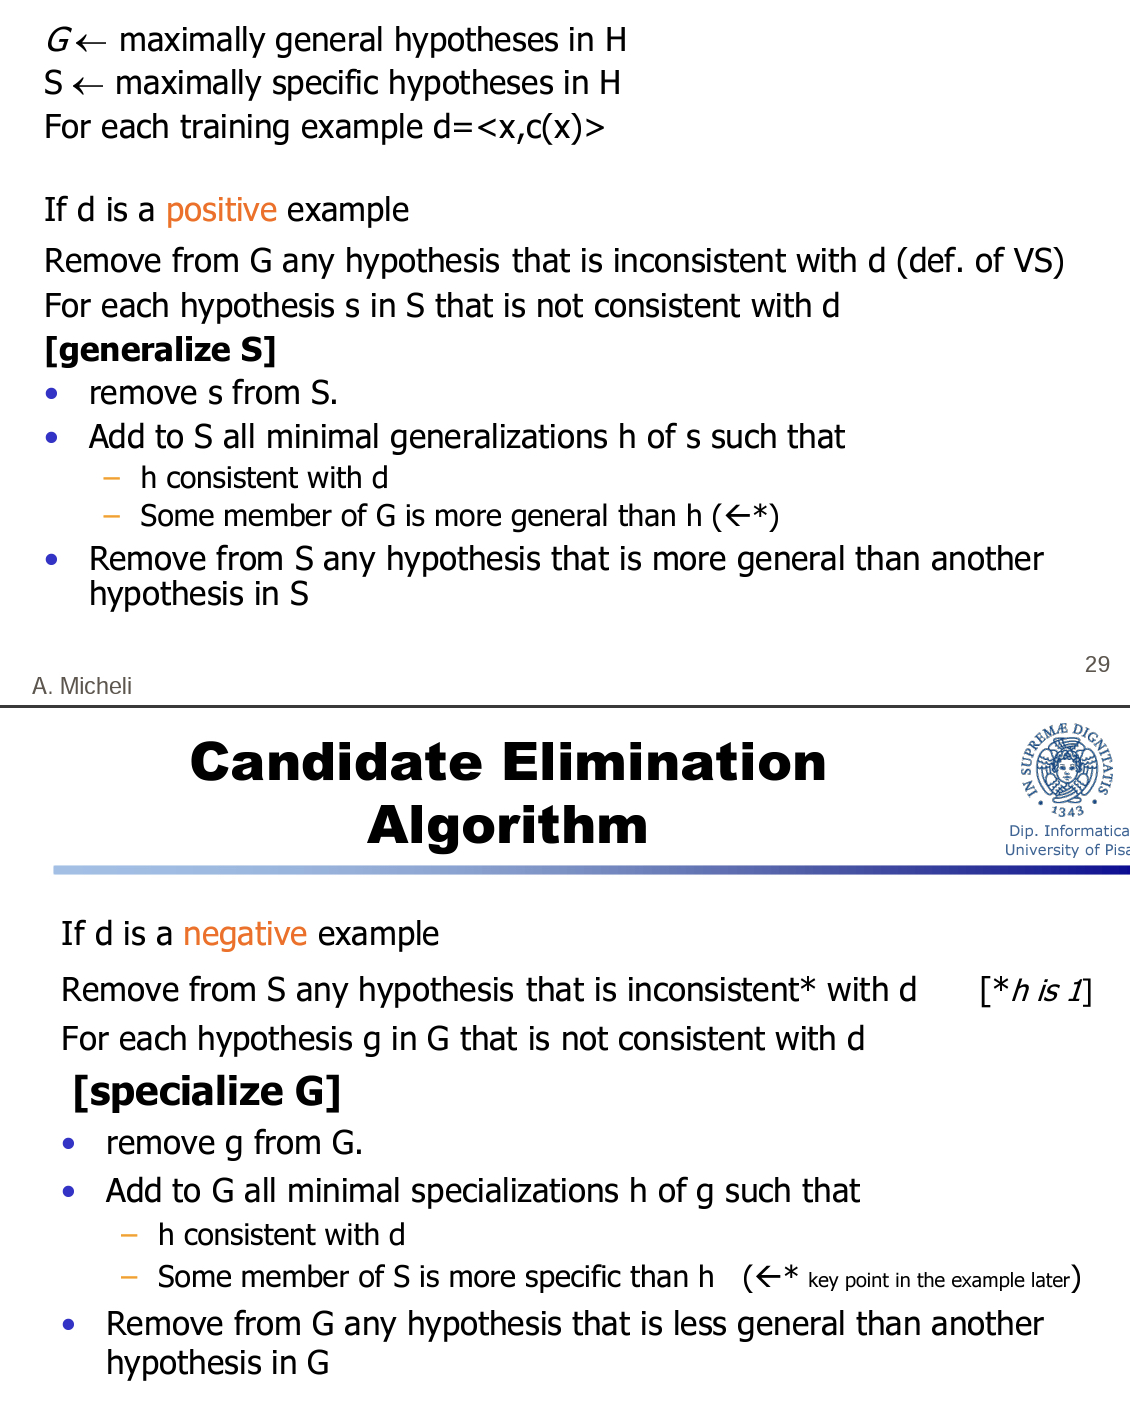 G ← maximally general hypotheses in H
S ← maximally specific hypotheses in H
For each training example d=<x,c(x)>
If d is a positive example
Remove from G any hypothesis that is inconsistent with d (def. of VS)
For each hypothesis s in S that is not consistent with d
[generalize S]
• remove s from S.
• Add to S all minimal generalizations h of s such that
– h consistent with d
– Some member of G is more general than h (←*)
• Remove from S any hypothesis that is more general than another
hypothesis in S
29
A. Micheli
Candidate Elimination
Algorithm
IN SUPREMÆ DIGNITATIS
• 1343 •
Dip. Informatica
University of Pisa
If d is a negative example
Remove from S any hypothesis that is inconsistent* with d [*h is 1]
For each hypothesis g in G that is not consistent with d
[specialize G]
• remove g from G.
• Add to G all minimal specializations h of g such that
– h consistent with d
– Some member of S is more specific than h (←* key point in the example later)
• Remove from G any hypothesis that is less general than another
hypothesis in G